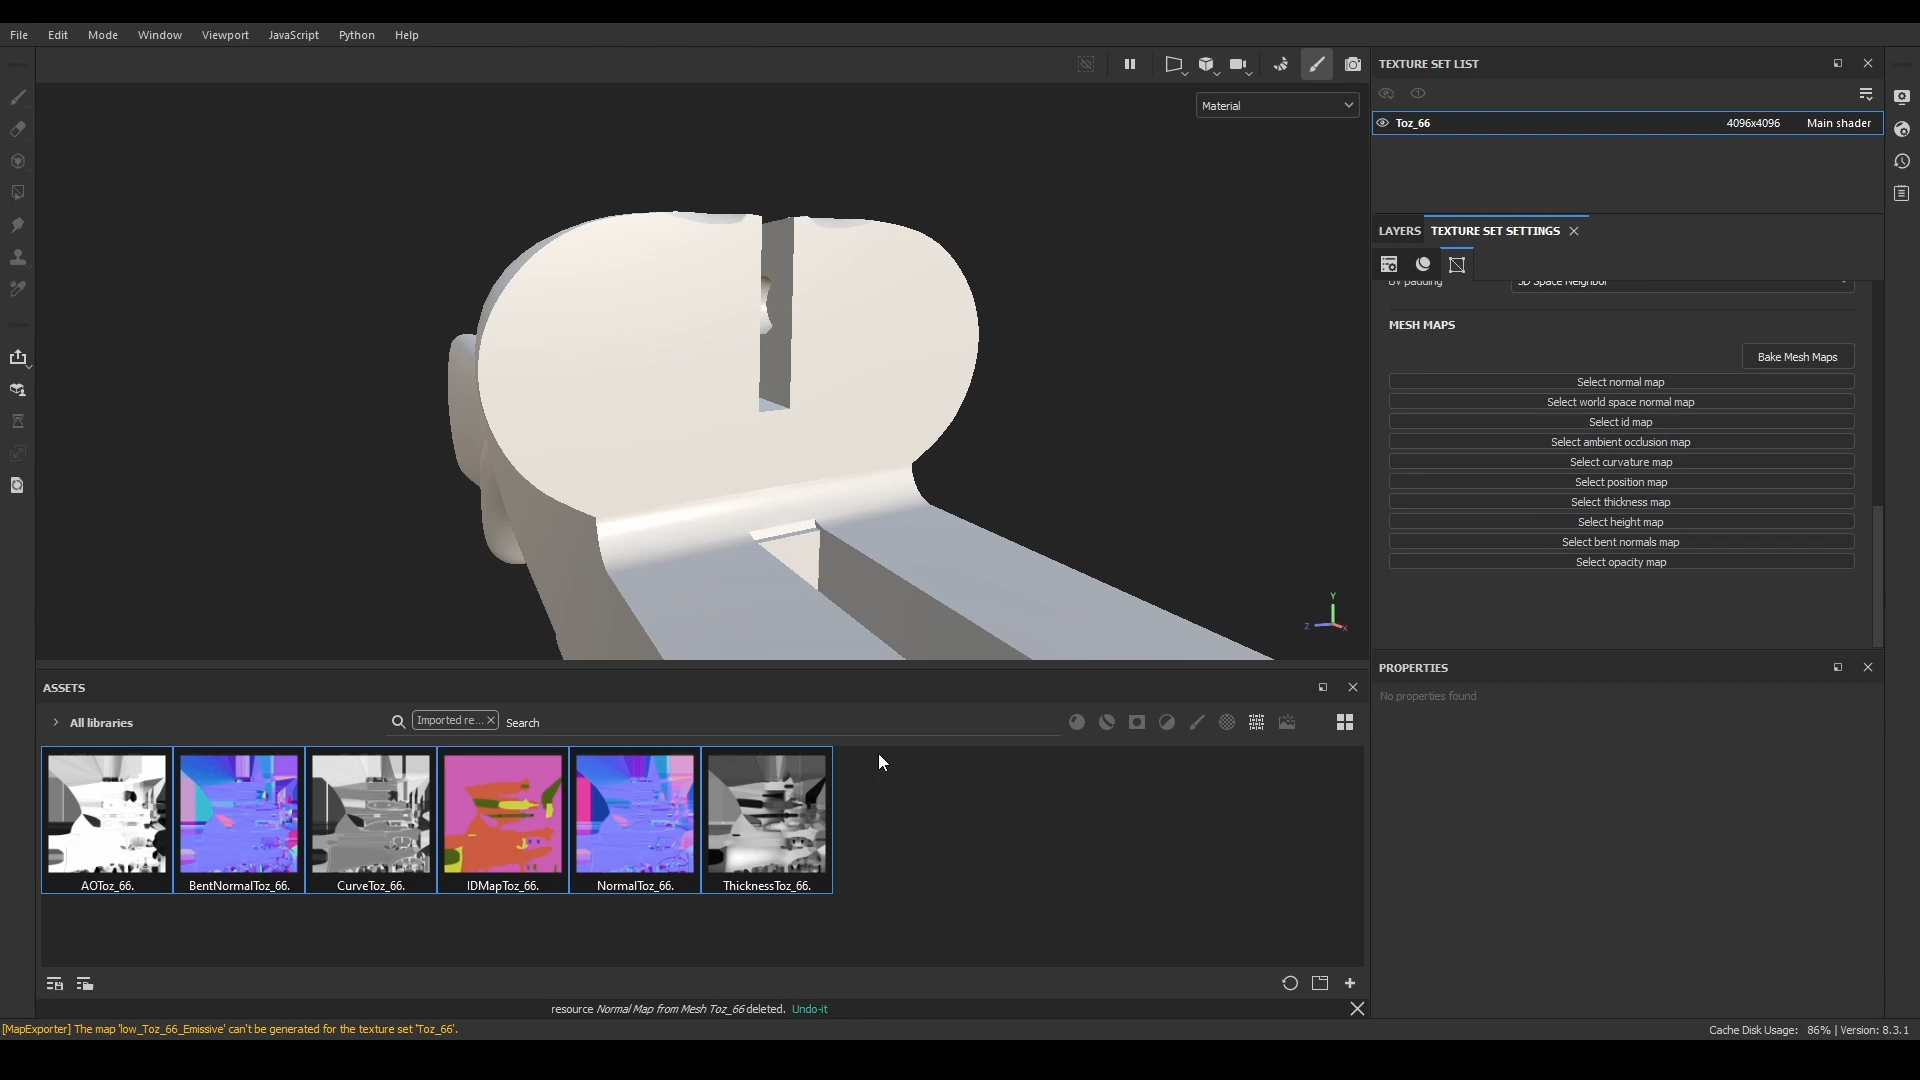 File Edit Mode Window Viewport JavaScript Python Help
Material
TEXTURE SET LIST
Toz_66 4096x4096 Main shader
LAYERS TEXTURE SET SETTINGS
UV padding 3D Space Neighbor
MESH MAPS
Bake Mesh Maps
Select normal map
Select world space normal map
Select id map
Select ambient occlusion map
Select curvature map
Select position map
Select thickness map
Select height map
Select bent normals map
Select opacity map
Y
Z X
PROPERTIES
No properties found
ASSETS
All libraries Imported re... Search
AOToz_66. BentNormalToz_66. CurveToz_66. IDMapToz_66. NormalToz_66. ThicknessToz_66.
resource Normal Map from Mesh Toz_66 deleted. Undo-it
[MapExporter] The map 'low_Toz_66_Emissive' can't be generated for the texture set 'Toz_66'.
Cache Disk Usage: 86% | Version: 8.3.1